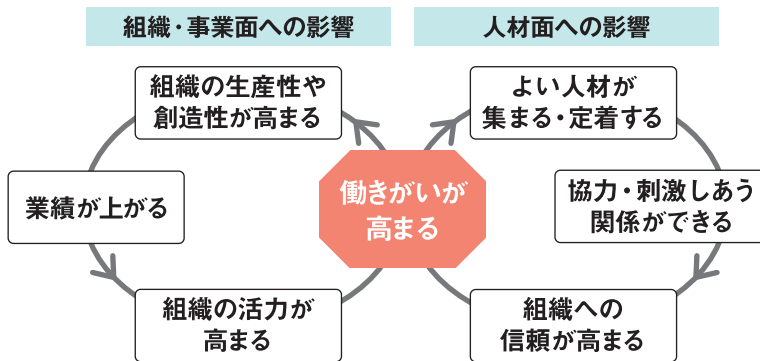 組織・事業面への影響
人材面への影響
組織の生産性や
創造性が高まる
よい人材が
集まる・定着する
業績が上がる
働きがいが
高まる
協力・刺激しあう
関係ができる
組織の活力が
高まる
組織への
信頼が高まる